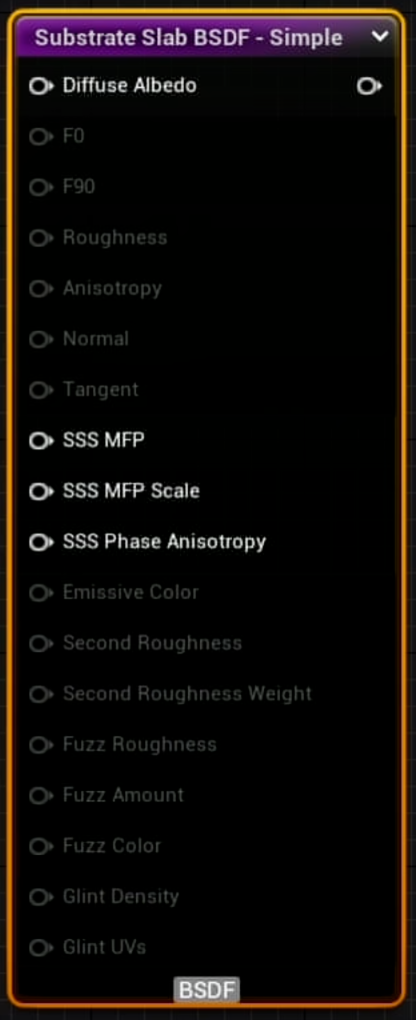 Substrate Slab BSDF - Simple
Diffuse Albedo
F0
F90
Roughness
Anisotropy
Normal
Tangent
SSS MFP
SSS MFP Scale
SSS Phase Anisotropy
Emissive Color
Second Roughness
Second Roughness Weight
Fuzz Roughness
Fuzz Amount
Fuzz Color
Glint Density
Glint UVs
BSDF